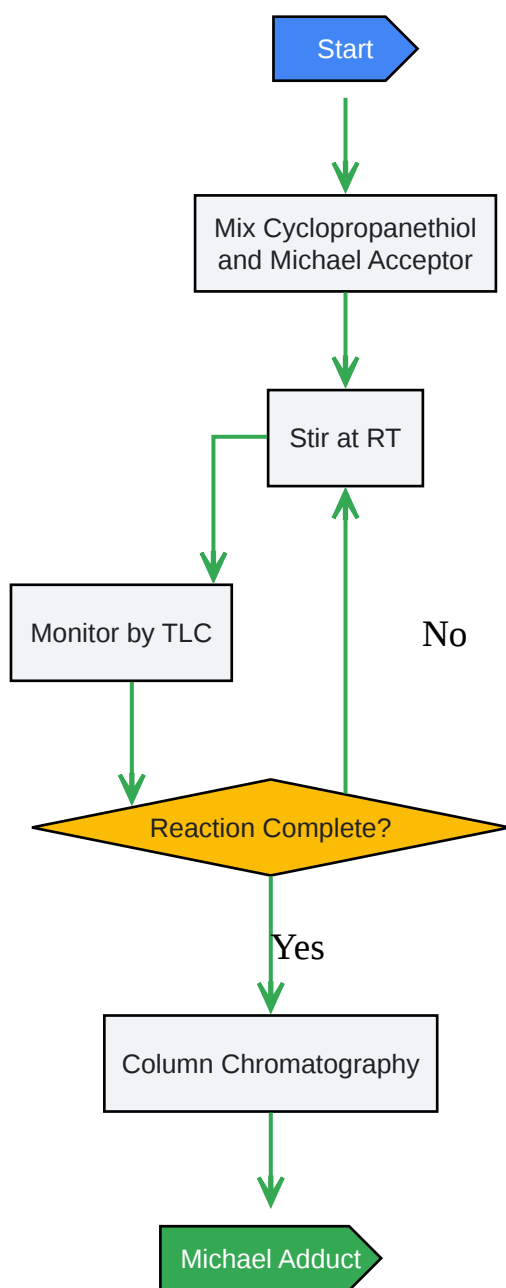 Start
Mix Cyclopropanethiol
and Michael Acceptor
Stir at RT
Monitor by TLC
No
Reaction Complete?
Yes
Column Chromatography
Michael Adduct